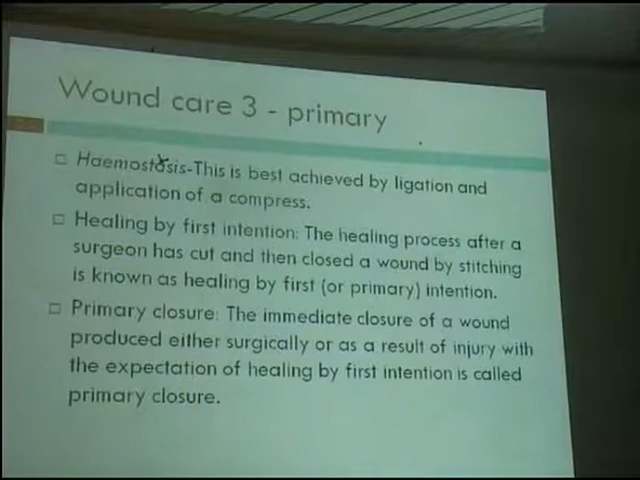 Wound care 3 - primary
Haemostasis-This is best achieved by ligation and
application of a compress.
Healing by first intention: The healing process after a
surgeon has cut and then closed a wound by stitching
is known as healing by first (or primary) intention.
Primary closure: The immediate closure of a wound
produced either surgically or as a result of injury with
the expectation of healing by first intention is called
primary closure.